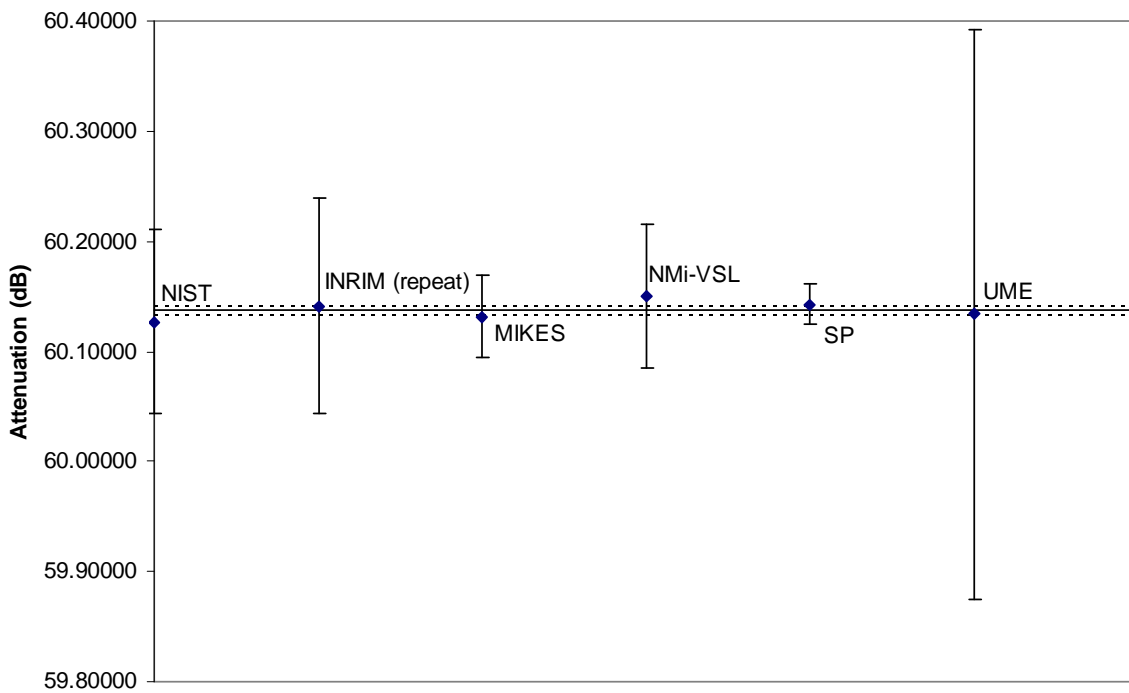 60.40000
60.30000
60.20000
60.10000
60.00000
59.90000
59.80000
Attenuation (dB)
NIST
INRIM (repeat)
MIKES
NMi-VSL
SP
UME